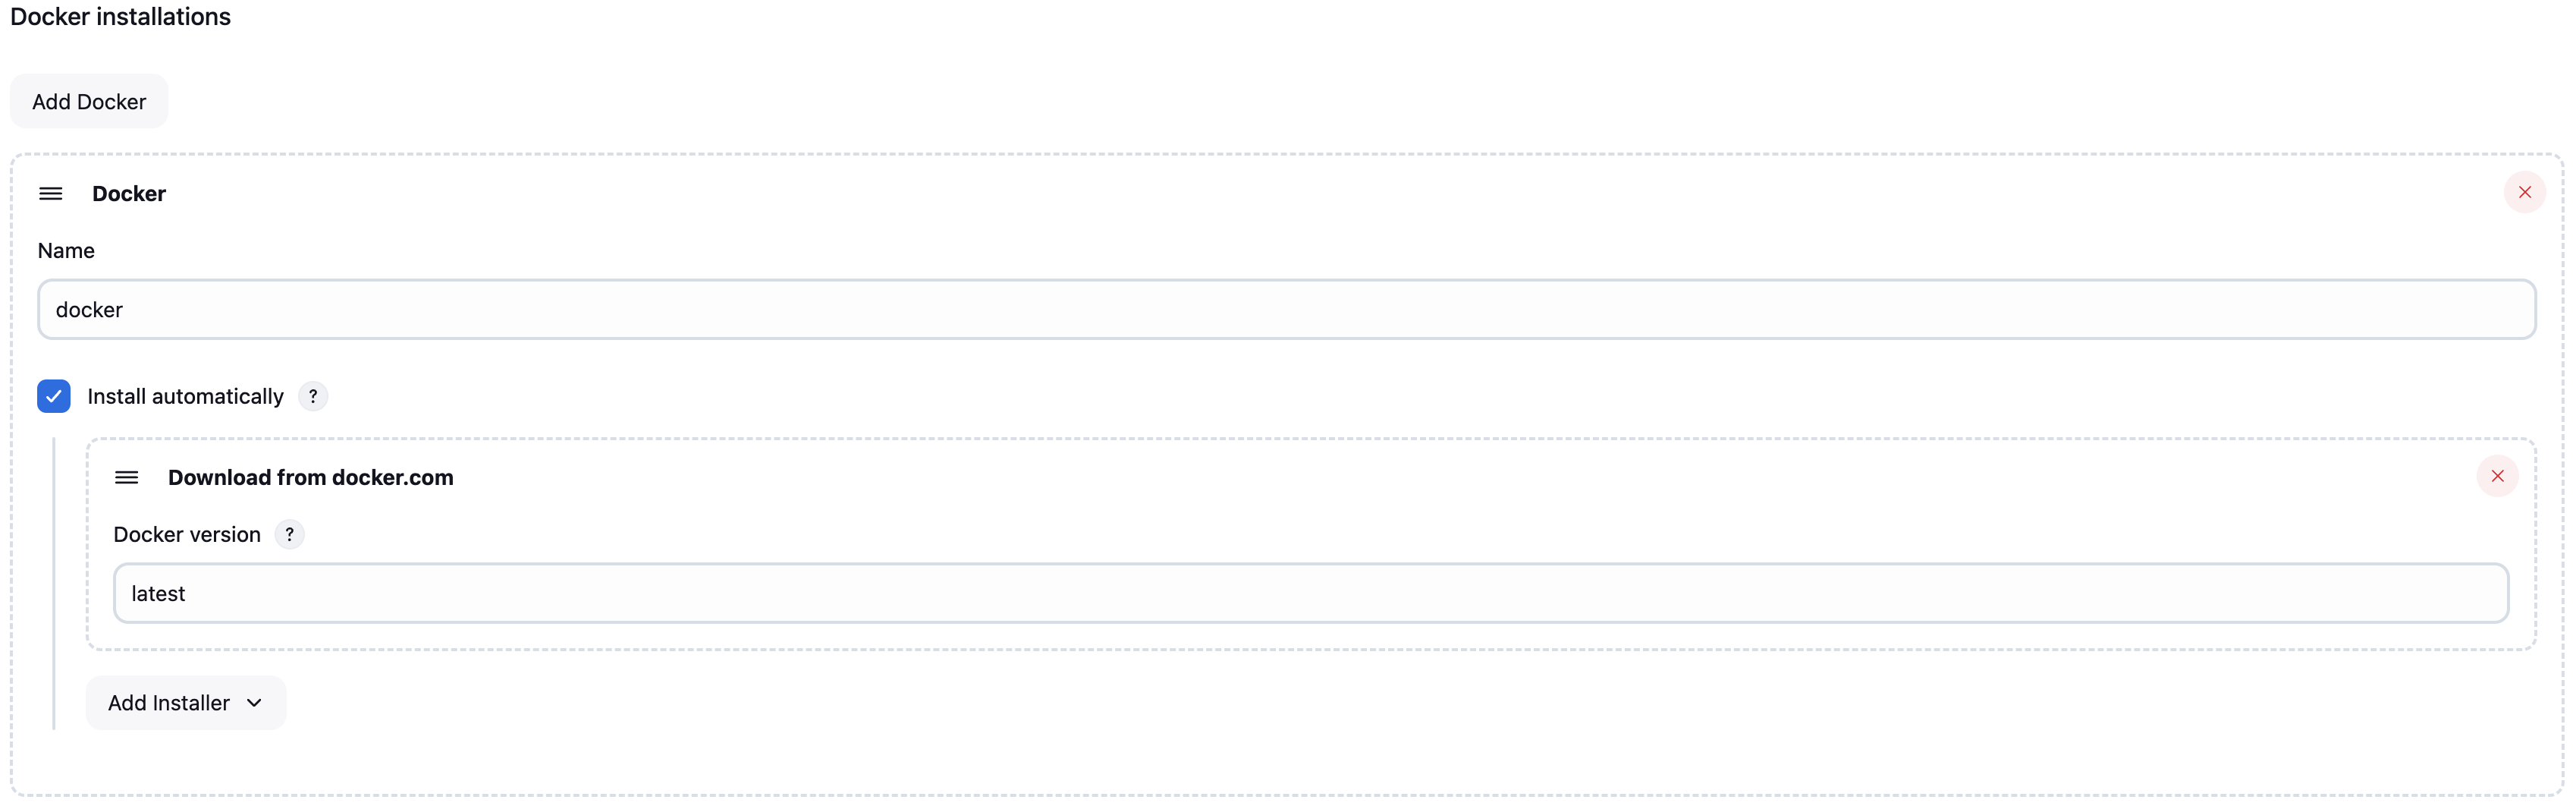 Docker installations
Add Docker
Docker
Name
docker
Install automatically ?
Download from docker.com
Docker version ?
latest
Add Installer